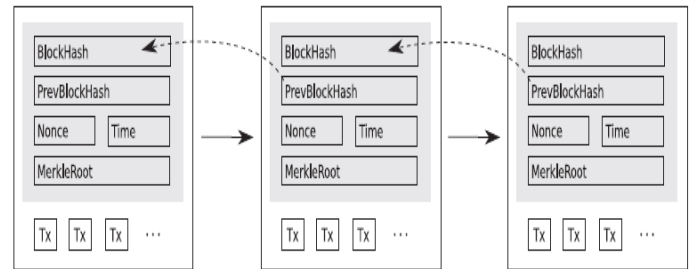 BlockHash
PrevBlockHash
Nonce Time
MerkleRoot
Tx Tx Tx ...
BlockHash
PrevBlockHash
Nonce Time
MerkleRoot
Tx Tx Tx ...
BlockHash
PrevBlockHash
Nonce Time
MerkleRoot
Tx Tx Tx ...